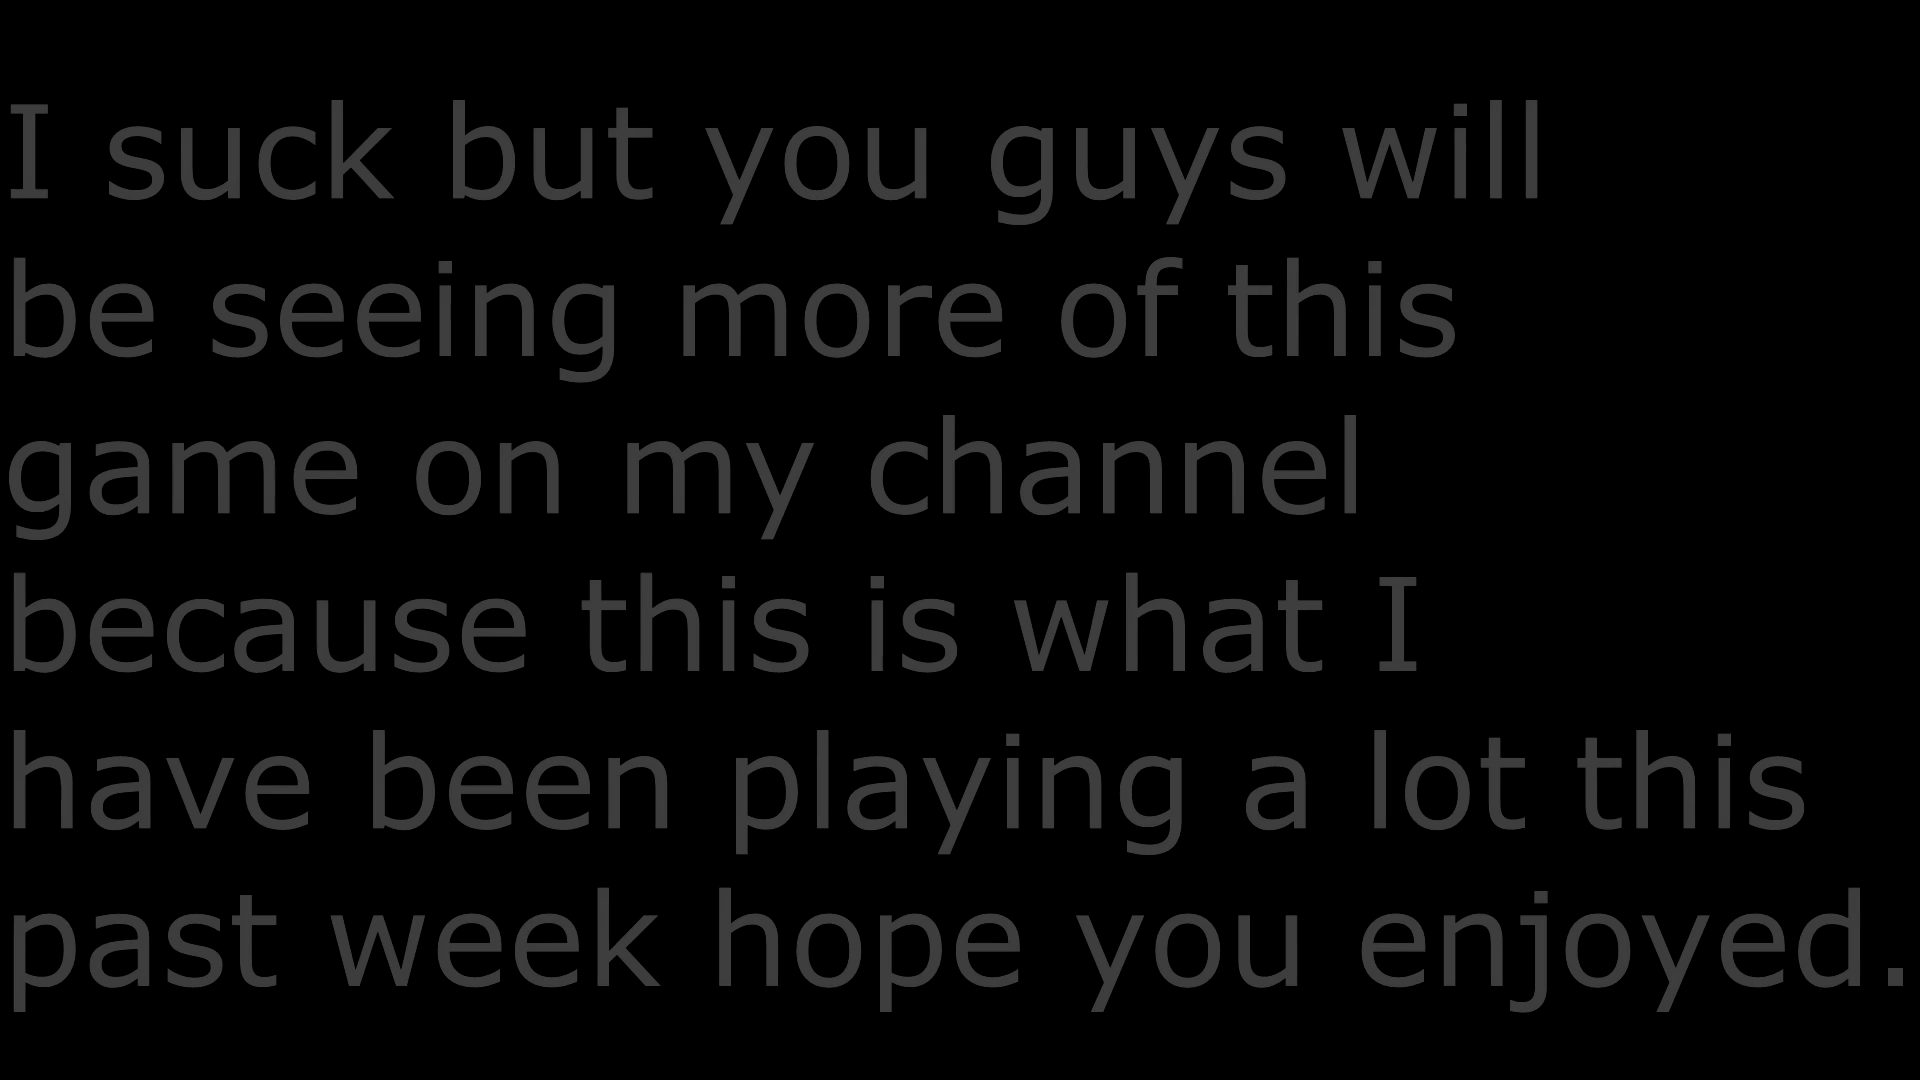 I suck but you guys will
be seeing more of this
game on my channel
because this is what I
have been playing a lot this
past week hope you enjoyed.